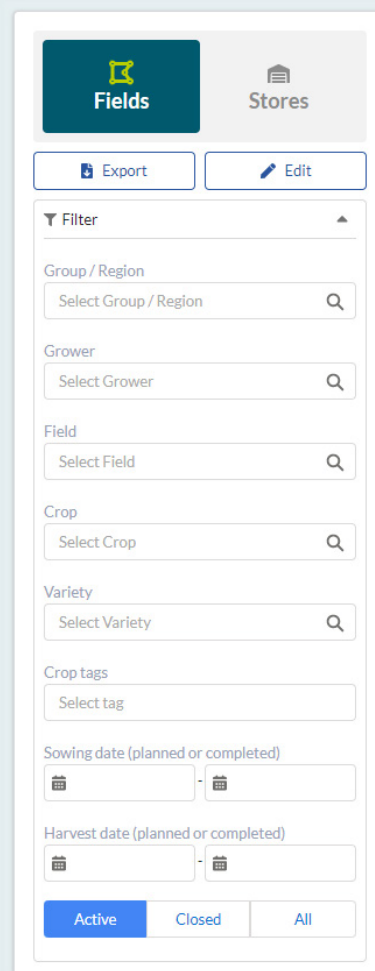 Fields
Stores
Export
Edit
Filter
Group / Region
Select Group / Region
Grower
Select Grower
Field
Select Field
Crop
Select Crop
Variety
Select Variety
Crop tags
Select tag
Sowing date (planned or completed)
-
Harvest date (planned or completed)
-
Active
Closed
All